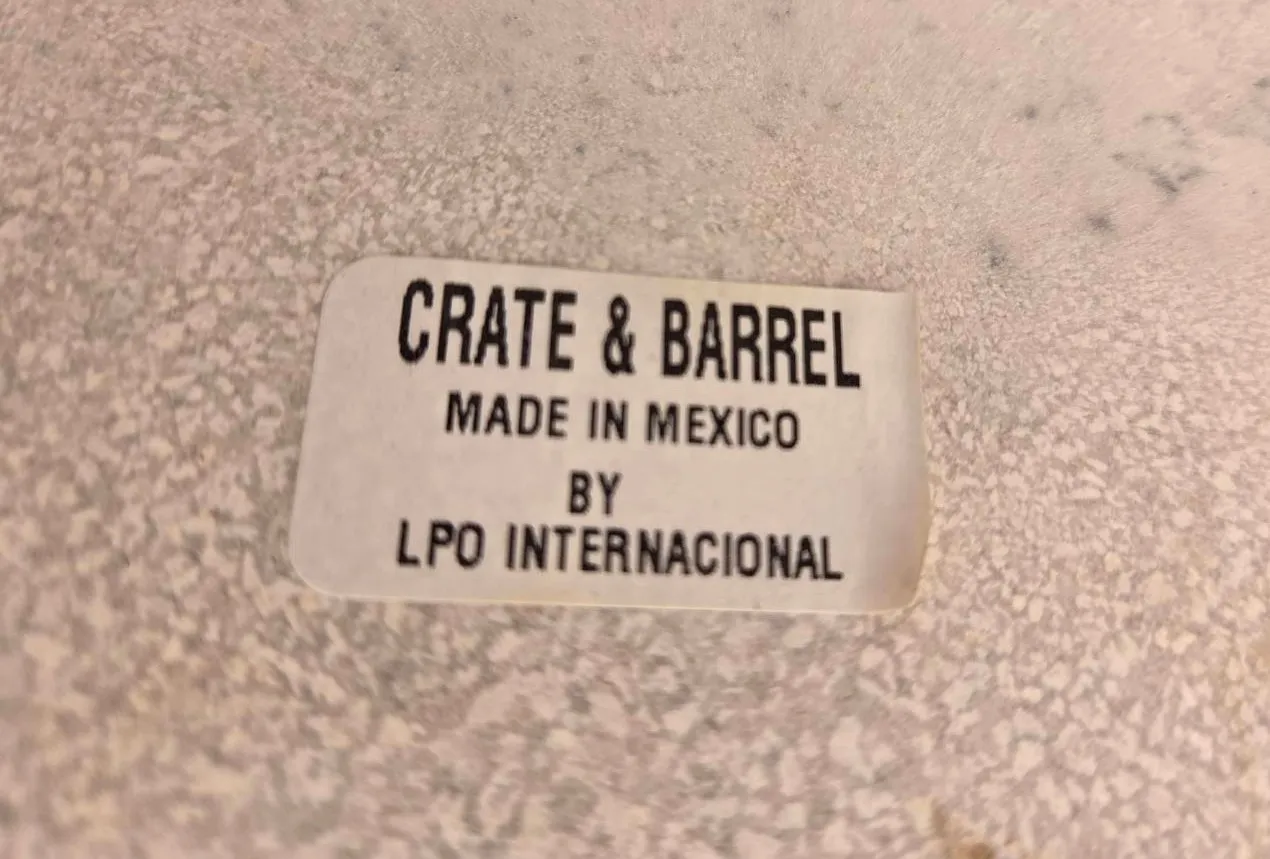 CRATE & BARREL
MADE IN MEXICO
BY
LPO INTERNACIONAL